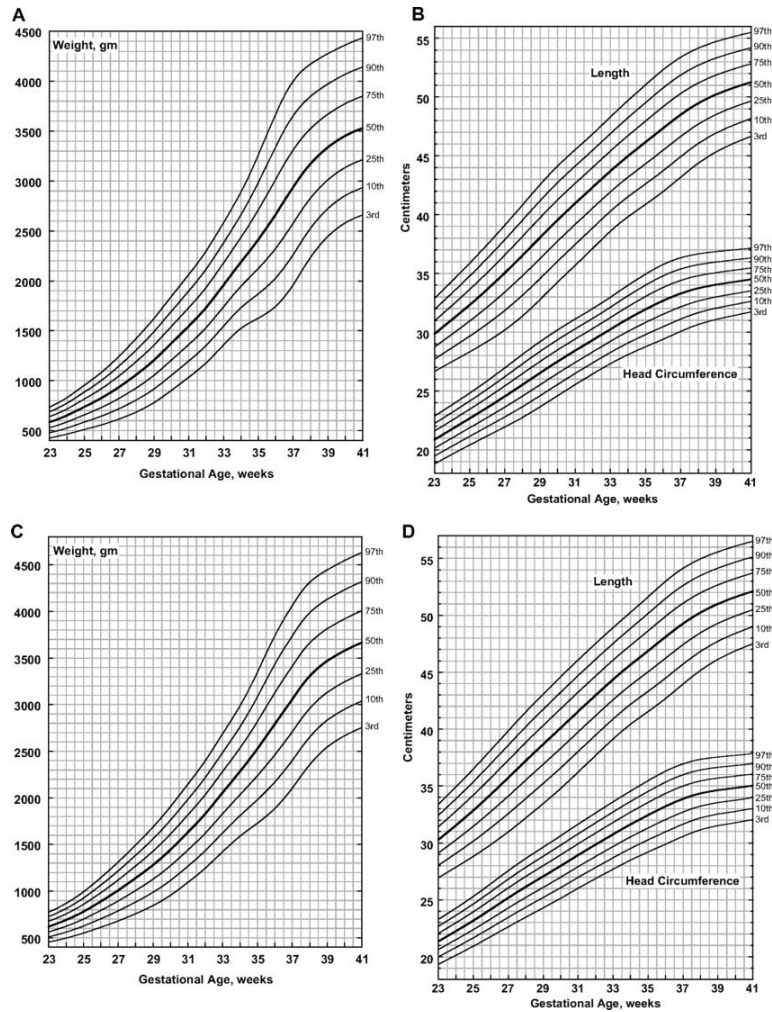 A
Weight, gm
4500
4000
3500
3000
2500
2000
1500
1000
500
97th
90th
75th
50th
25th
10th
3rd
23 25 27 29 31 33 35 37 39 41
Gestational Age, weeks
B
Length
Centimeters
55
50
45
40
35
30
25
20
97th
90th
75th
50th
25th
10th
3rd
97th
90th
75th
50th
25th
10th
3rd
Head Circumference
23 25 27 29 31 33 35 37 39 41
Gestational Age, weeks
C
Weight, gm
4500
4000
3500
3000
2500
2000
1500
1000
500
97th
90th
75th
50th
25th
10th
3rd
23 25 27 29 31 33 35 37 39 41
Gestational Age, weeks
D
Length
Centimeters
55
50
45
40
35
30
25
20
97th
90th
75th
50th
25th
10th
3rd
97th
90th
75th
50th
25th
10th
3rd
Head Circumference
23 25 27 29 31 33 35 37 39 41
Gestational Age, weeks